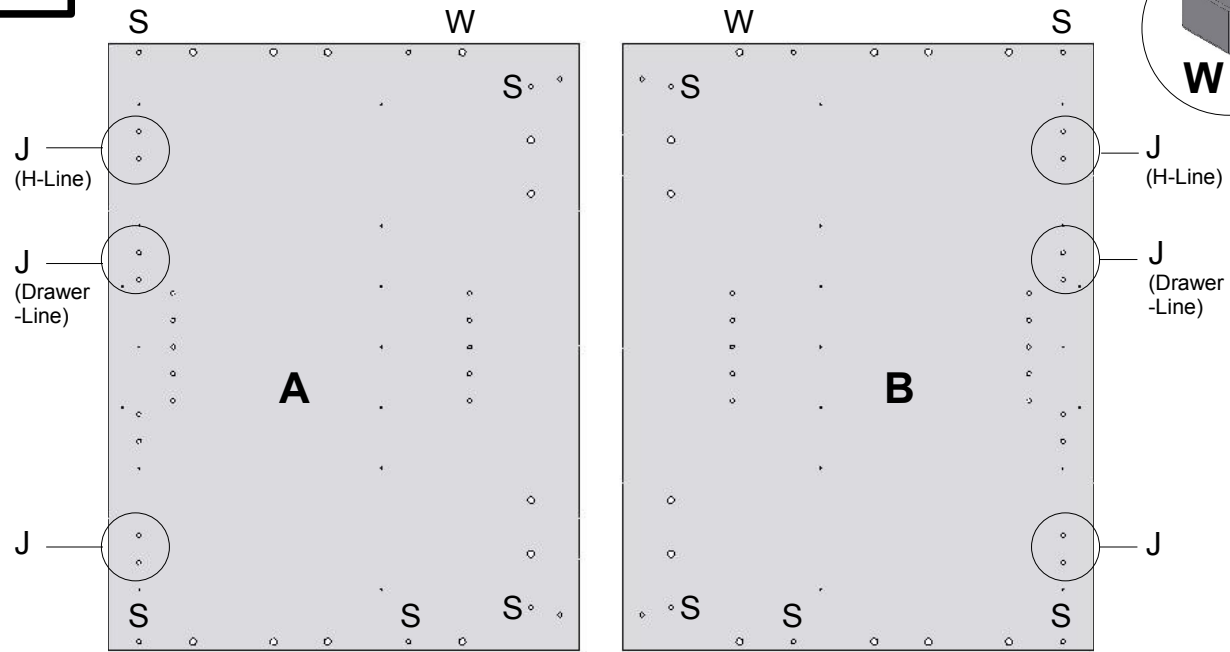 S W W S
S S W
J J
(H-Line) (H-Line)
J J
(Drawer (Drawer
-Line) -Line)
A B
J J
S S
S S S S